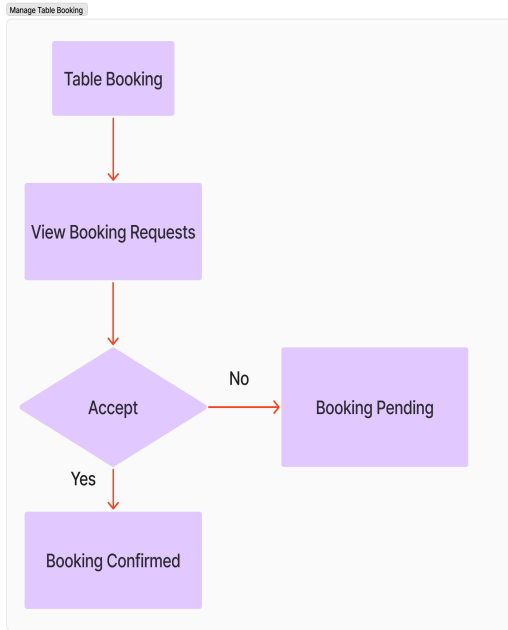 Manage Table Booking
Table Booking
View Booking Requests
Accept
No
Booking Pending
Yes
Booking Confirmed